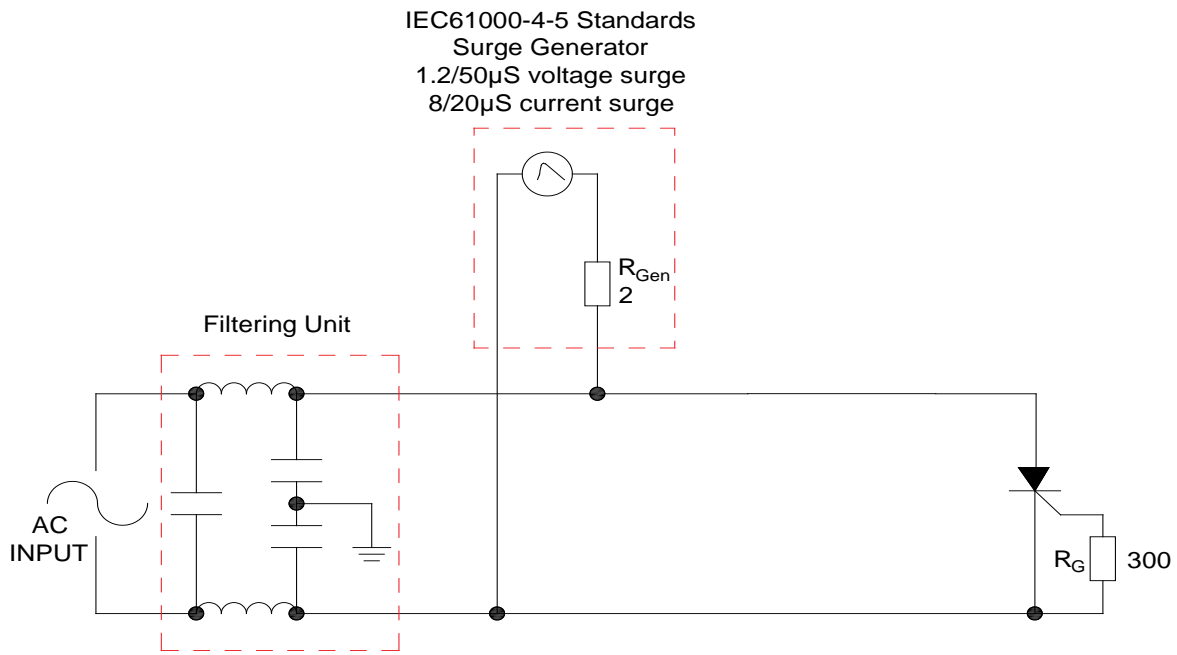 IEC61000-4-5 Standards
Surge Generator
1.2/50µS voltage surge
8/20µS current surge
RGen
2
Filtering Unit
AC
INPUT
RG
300